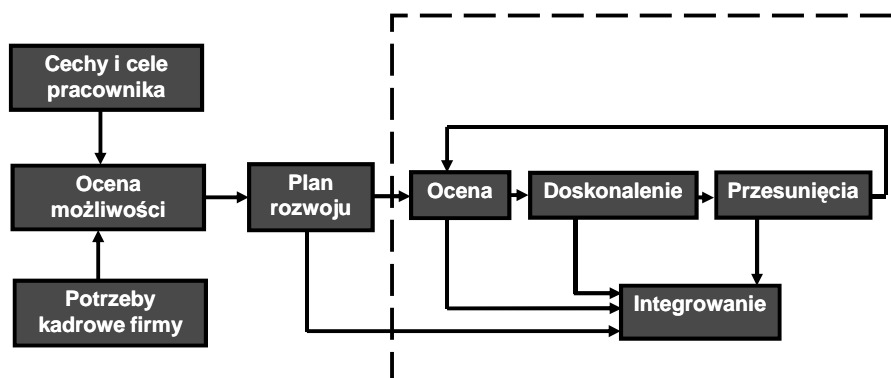 Cechy i cele
pracownika
Ocena
możliwości
Potrzeby
kadrowe firmy
Plan
rozwoju
Ocena
Doskonalenie
Przesunięcia
Integrowanie